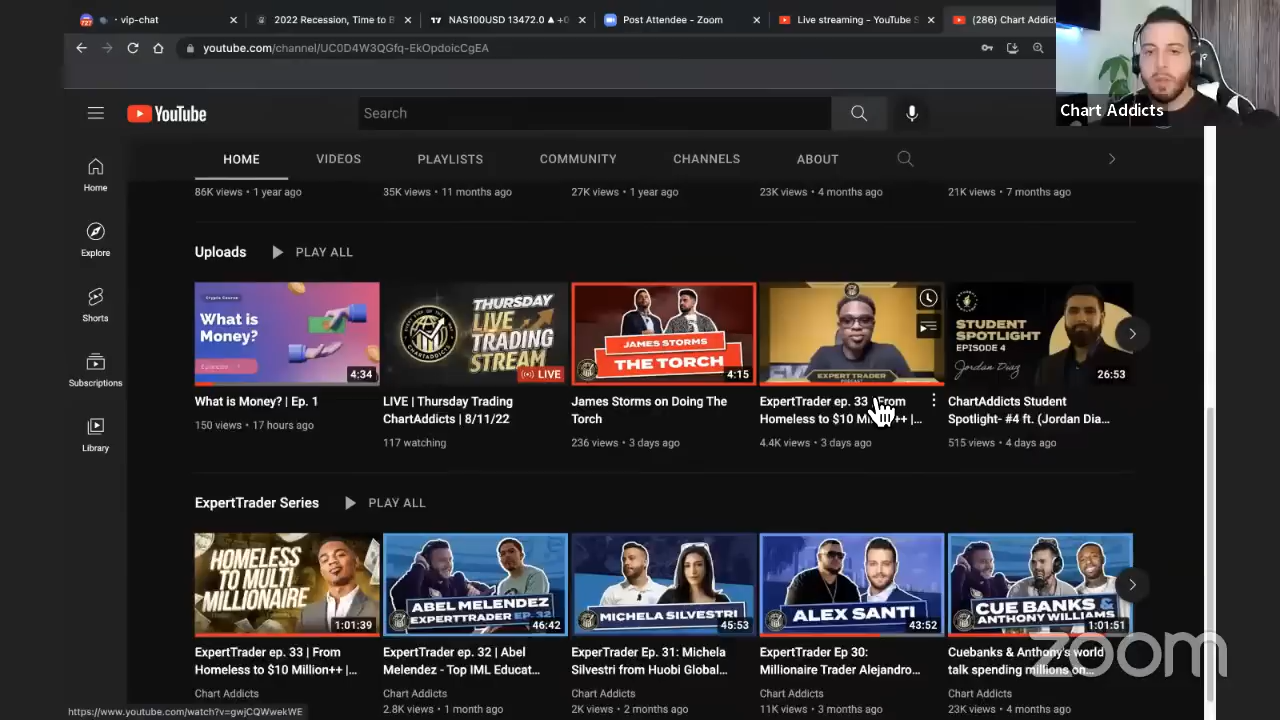 vip-chat
2022 Recession, Time to B
NAS100USD 13472.0 ▲ +0
Post Attendee - Zoom
Live streaming - YouTube S
(286) Chart Addict
youtube.com/channel/UC0D4W3QGfq-EkOpdoicCgEA
Chart Addicts
YouTube
Search
HOME
VIDEOS
PLAYLISTS
COMMUNITY
CHANNELS
ABOUT
Home
Explore
Shorts
Subscriptions
Library
86K views • 1 year ago
35K views • 11 months ago
27K views • 1 year ago
23K views • 4 months ago
21K views • 7 months ago
Uploads
PLAY ALL
What is
Money?
4:34
THURSDAY
LIVE
TRADING
STREAM
LIVE
JAMES STORMS
THE TORCH
4:15
EXPERTTRADER
STUDENT
SPOTLIGHT
EPISODE 4
Jordan Diaz
26:53
What is Money? | Ep. 1
150 views • 17 hours ago
LIVE | Thursday Trading
ChartAddicts | 8/11/22
117 watching
James Storms on Doing The
Torch
236 views • 3 days ago
ExpertTrader ep. 33 From
Homeless to $10 M ++ |...
4.4K views • 3 days ago
ChartAddicts Student
Spotlight- #4 ft. (Jordan Dia...
515 views • 4 days ago
ExpertTrader Series
PLAY ALL
HOMELESS
TO MULTI
MILLIONAIRE
1:01:39
ABEL MELENDEZ
EXPERTTRADER EP. 32
46:42
MICHELA SILVESTRI
45:53
ALEX SANTI
43:52
CUE BANKS &
ANTHONY WILLIAMS
1:01:51
ExpertTrader ep. 33 | From
Homeless to $10 Million++ |...
Chart Addicts
ExpertTrader ep. 32 | Abel
Melendez - Top IML Educat...
Chart Addicts
2.8K views • 1 month ago
ExpertTrader Ep 31: Michela
Silvestri from Huobi Global...
Chart Addicts
2K views • 2 months ago
ExpertTrader Ep 30:
Millionaire Trader Alejandro...
Chart Addicts
11K views • 3 months ago
Cuebanks & Anthony's world
talk spending millions on...
Chart Addicts
23K views • 4 months ago
zoom
https://www.youtube.com/watch?v=gwjCQWwekWE